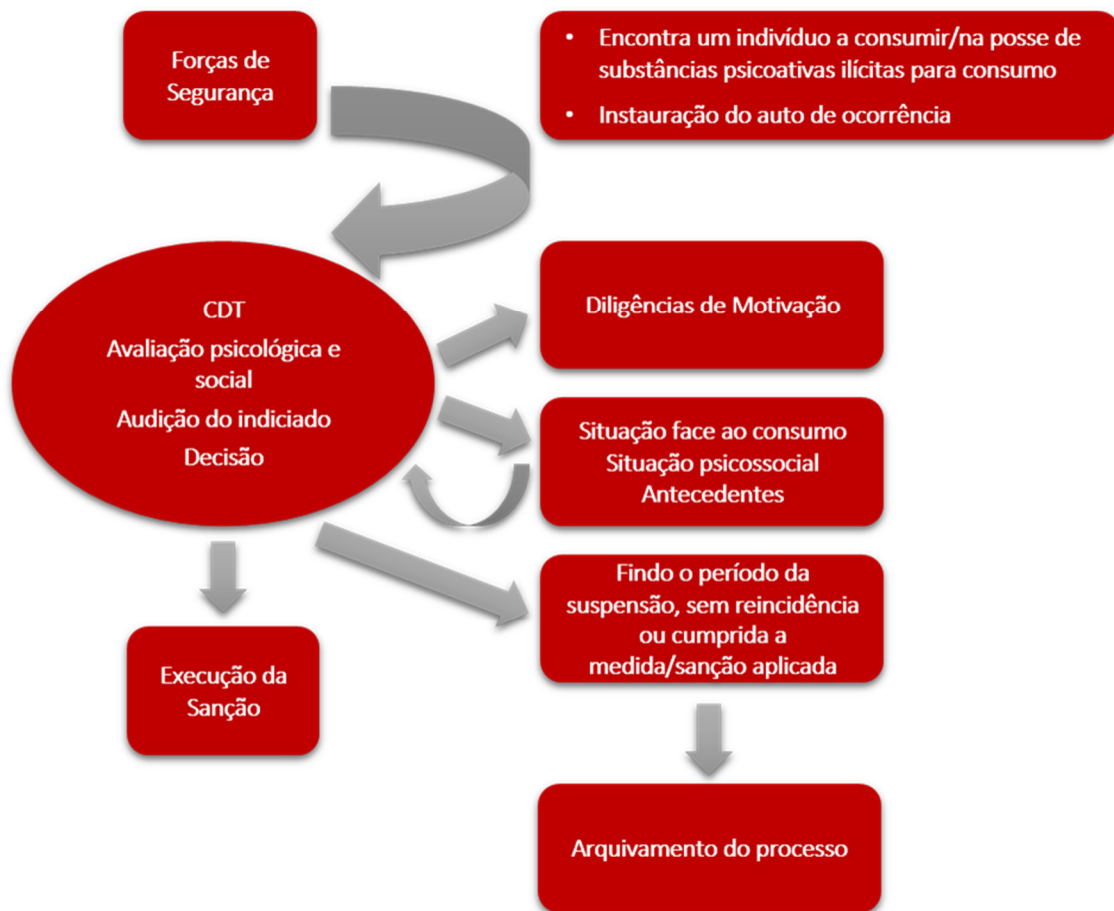 Forças de
Segurança
• Encontra um indivíduo a consumir/na posse de
substâncias psicoativas ilícitas para consumo
• Instauração do auto de ocorrência
CDT
Avaliação psicológica e
social
Audição do indiciado
Decisão
Diligências de Motivação
Situação face ao consumo
Situação psicossocial
Antecedentes
Findo o período da
suspensão, sem reincidência
ou cumprida a
medida/sanção aplicada
Execução da
Sanção
Arquivamento do processo